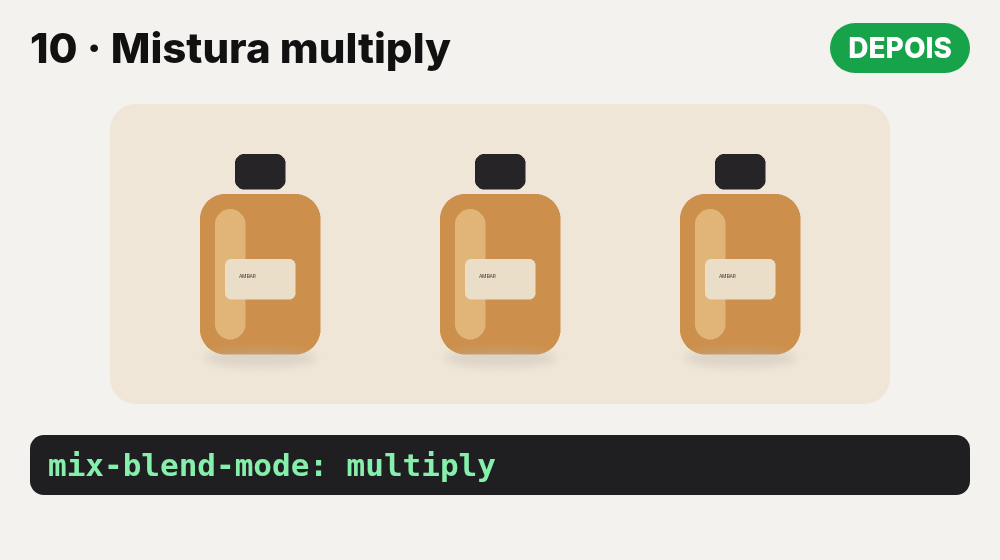 10 · Mistura multiply
DEPOIS
AMBAR
AMBAR
AMBAR
mix-blend-mode: multiply